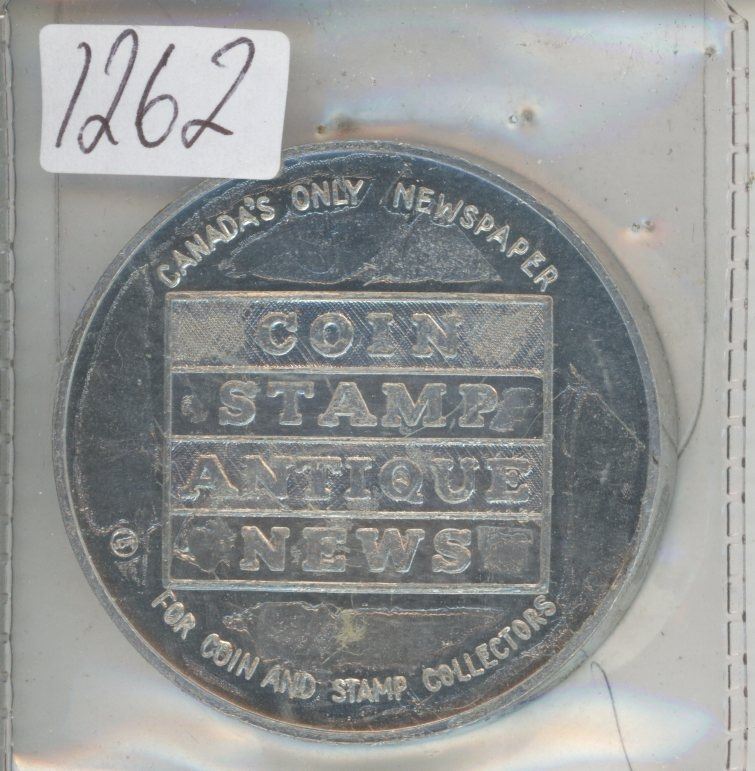 1262
CANADA'S ONLY NEWSPAPER
COIN
STAMP
ANTIQUE
NEWS
FOR COIN AND STAMP COLLECTORS